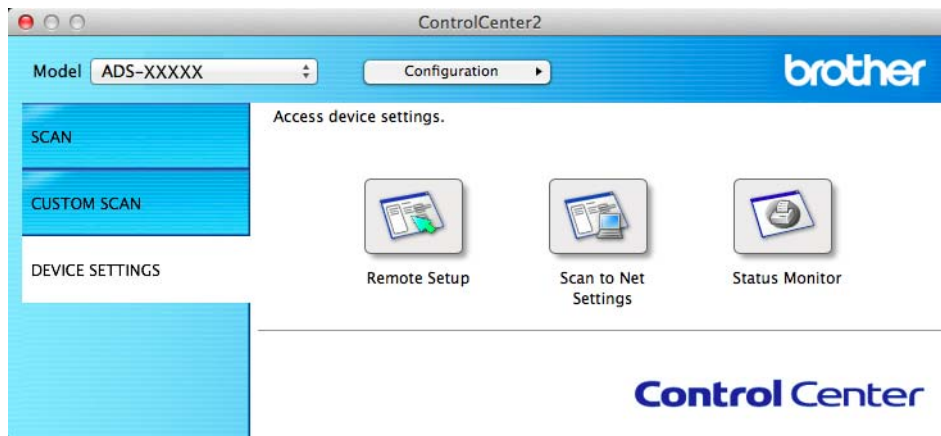 ControlCenter2
Model ADS-XXXXX Configuration brother
SCAN
CUSTOM SCAN
DEVICE SETTINGS
Access device settings.
Remote Setup
Scan to Net
Settings
Status Monitor
Control Center